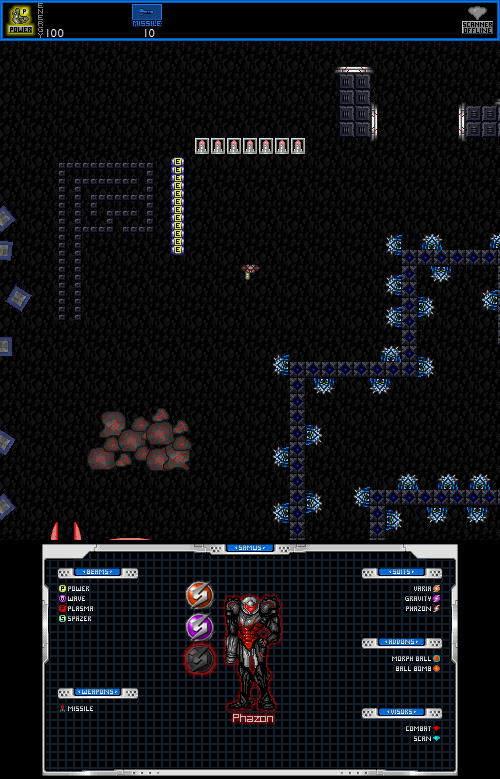 P
POWER
ENERGY
100
MISSILE
10
SCANNER
OFFLINE
E
E
E
E
E
E
E
E
E
E
E
E
SAMUS
BEAMS
P POWER
WAVE
PLASMA
S SPAZER
WEAPONS
MISSILE
Phazon
SUITS
VARIA
GRAVITY
PHAZON
ADDONS
MORPH BALL
BALL BOMB
VISORS
COMBAT
SCAN